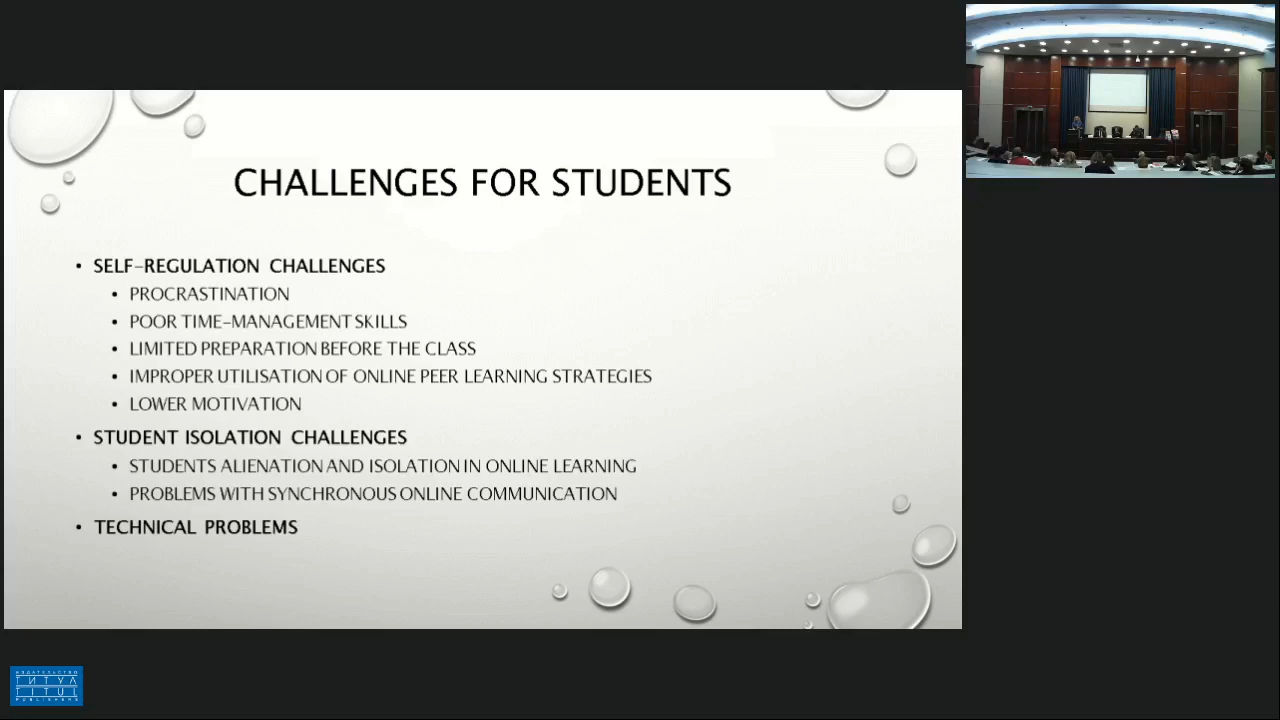 CHALLENGES FOR STUDENTS
• SELF-REGULATION CHALLENGES
• PROCRASTINATION
• POOR TIME-MANAGEMENT SKILLS
• LIMITED PREPARATION BEFORE THE CLASS
• IMPROPER UTILISATION OF ONLINE PEER LEARNING STRATEGIES
• LOWER MOTIVATION
• STUDENT ISOLATION CHALLENGES
• STUDENTS ALIENATION AND ISOLATION IN ONLINE LEARNING
• PROBLEMS WITH SYNCHRONOUS ONLINE COMMUNICATION
• TECHNICAL PROBLEMS
ИЗДАТЕЛЬСТВО
ТИТУЛ
TITUL
PUBLISHERS